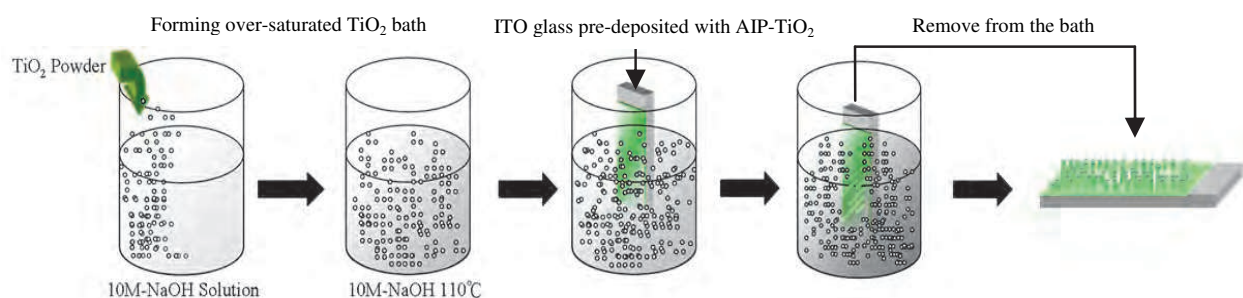 Forming over-saturated TiO₂ bath
ITO glass pre-deposited with AIP-TiO₂
Remove from the bath
TiO₂ Powder
10M-NaOH Solution
10M-NaOH 110℃